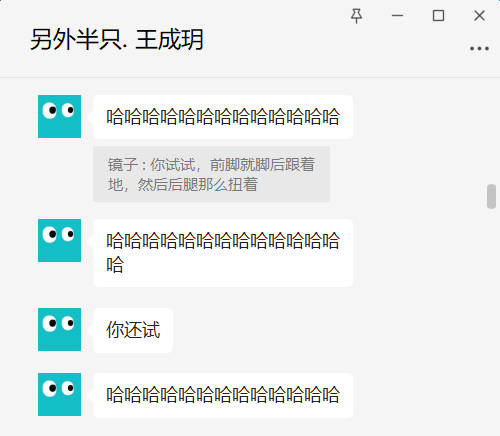 另外半只. 王成玥
哈哈哈哈哈哈哈哈哈哈哈哈哈
镜子 : 你试试，前脚就脚后跟着
地，然后后腿那么扭着
哈哈哈哈哈哈哈哈哈哈哈哈哈
哈
你还试
哈哈哈哈哈哈哈哈哈哈哈哈哈